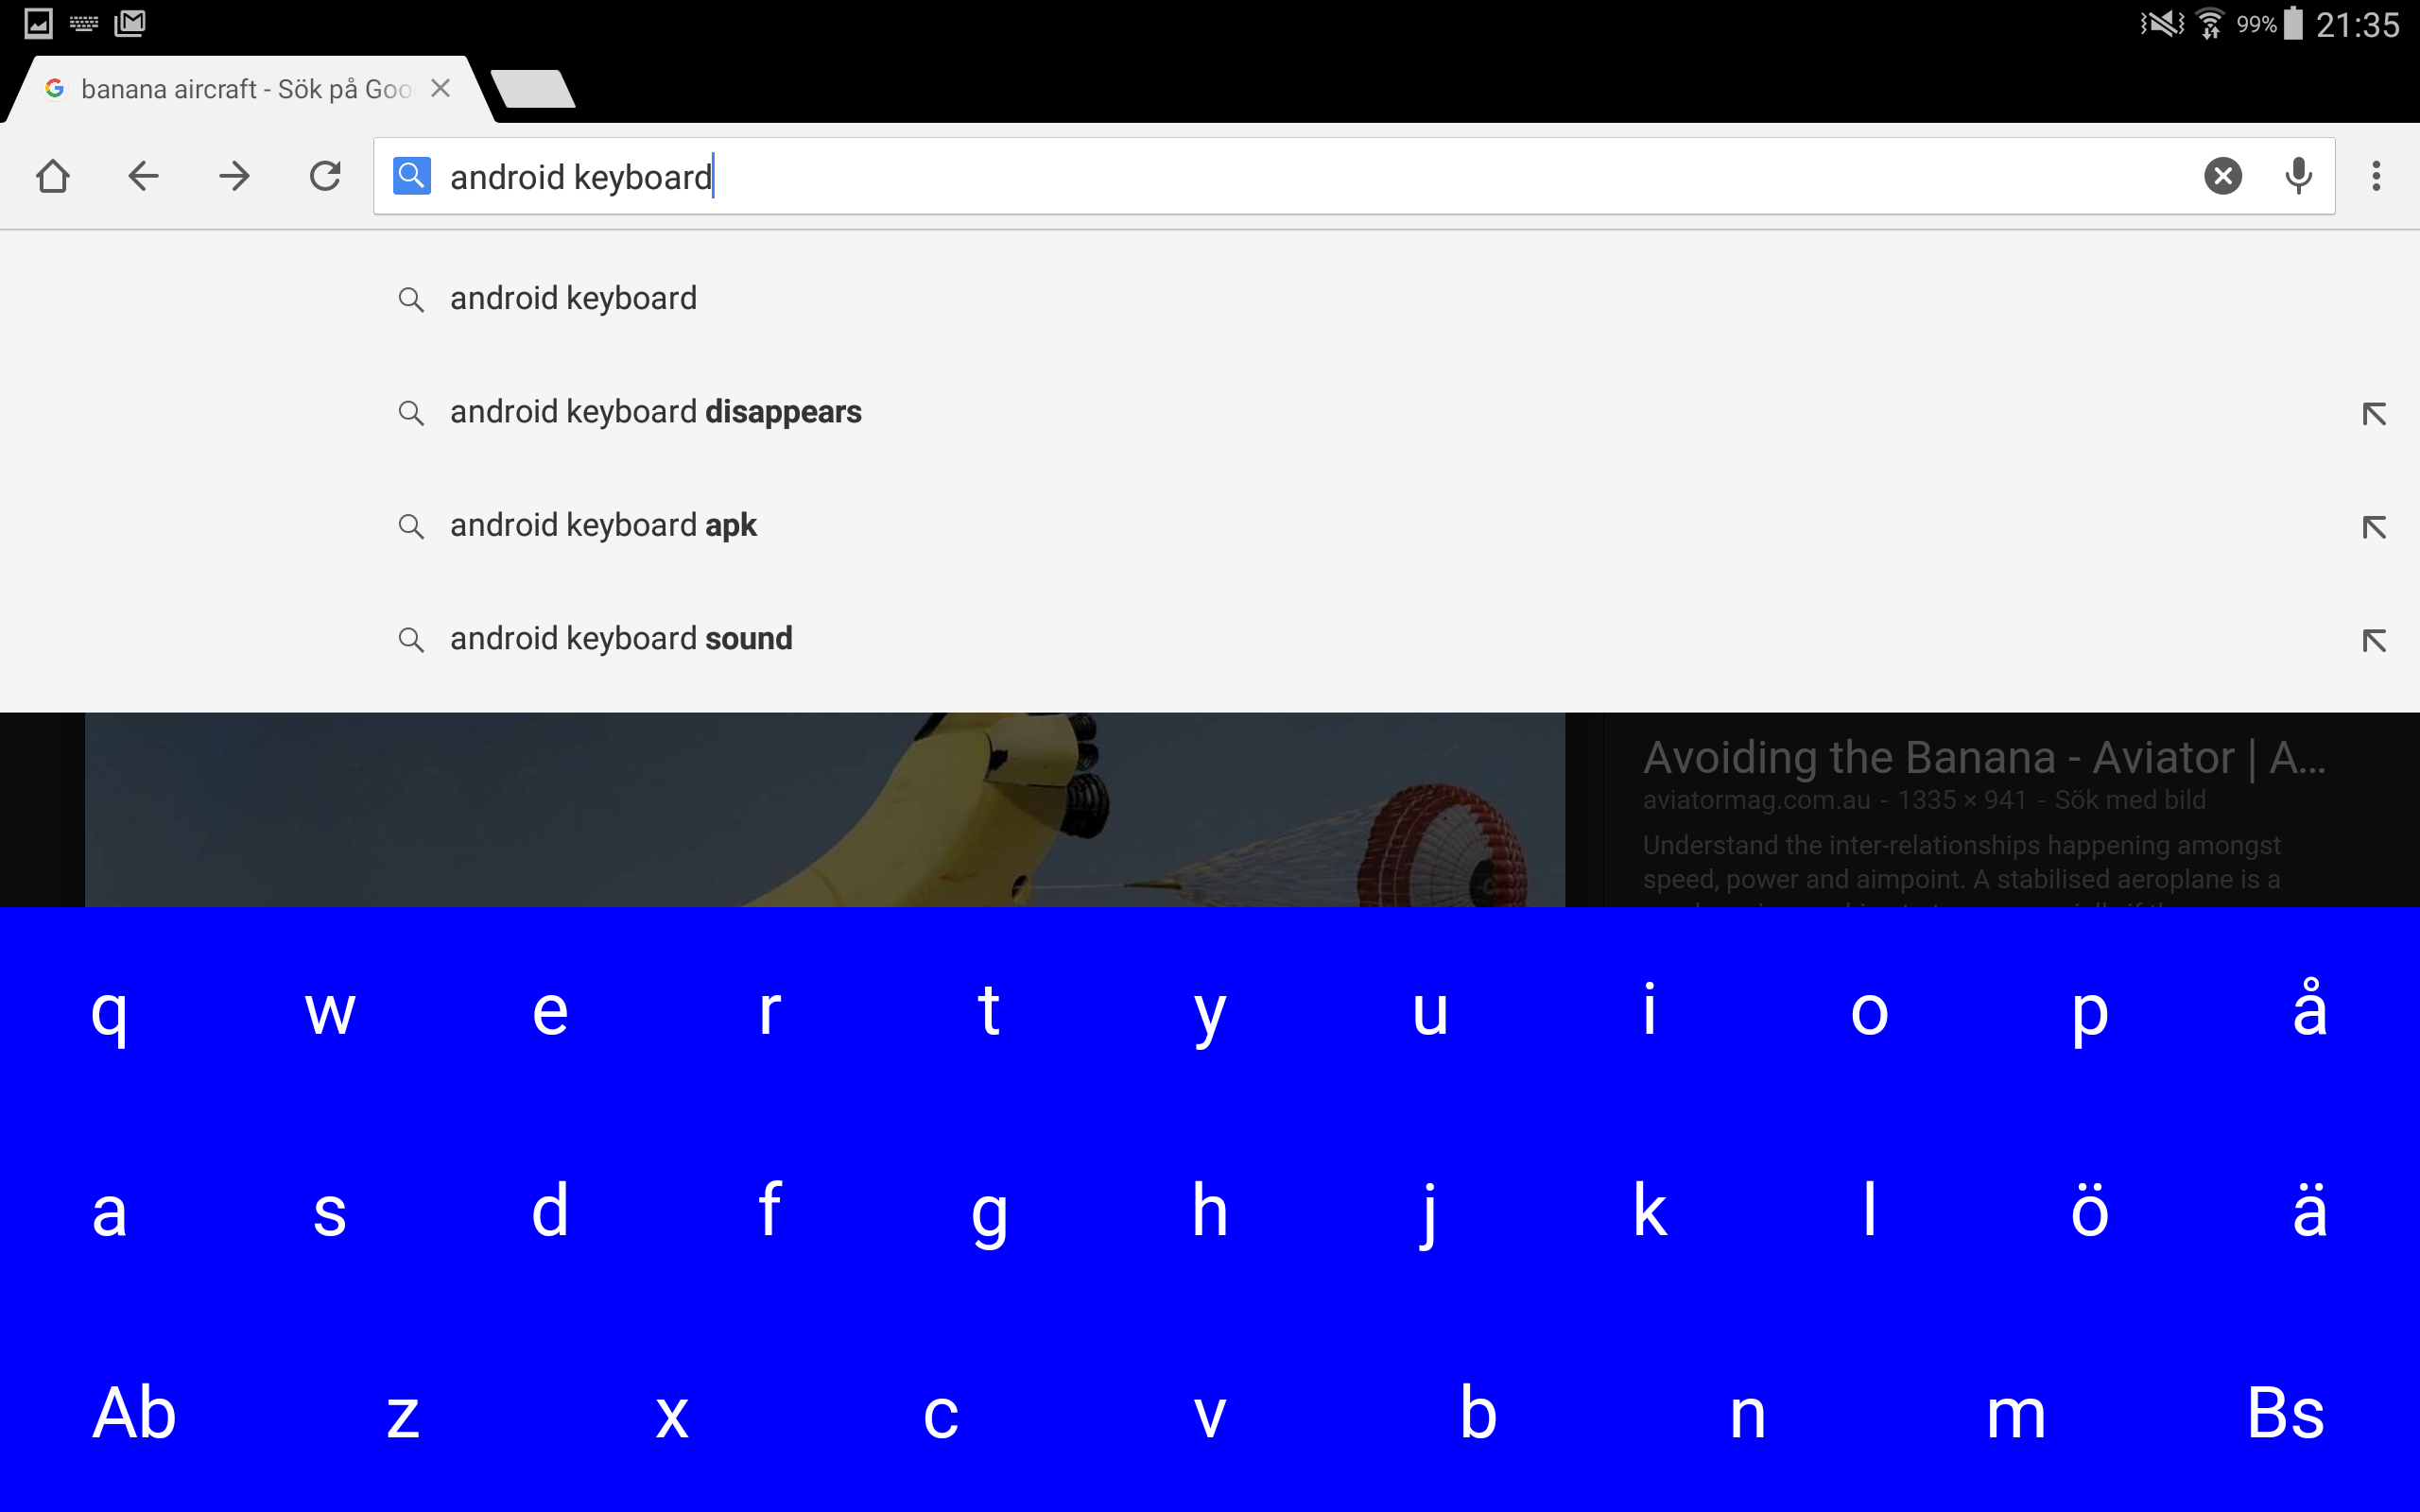 99% 21:35
banana aircraft - Sök på Goo
android keyboard
android keyboard
android keyboard disappears
android keyboard apk
android keyboard sound
Avoiding the Banana - Aviator | A...
aviatormag.com.au - 1335 × 941 - Sök med bild
Understand the inter-relationships happening amongst
speed, power and aimpoint. A stabilised aeroplane is a
q w e r t y u i o p å
a s d f g h j k l ö ä
Ab z x c v b n m Bs